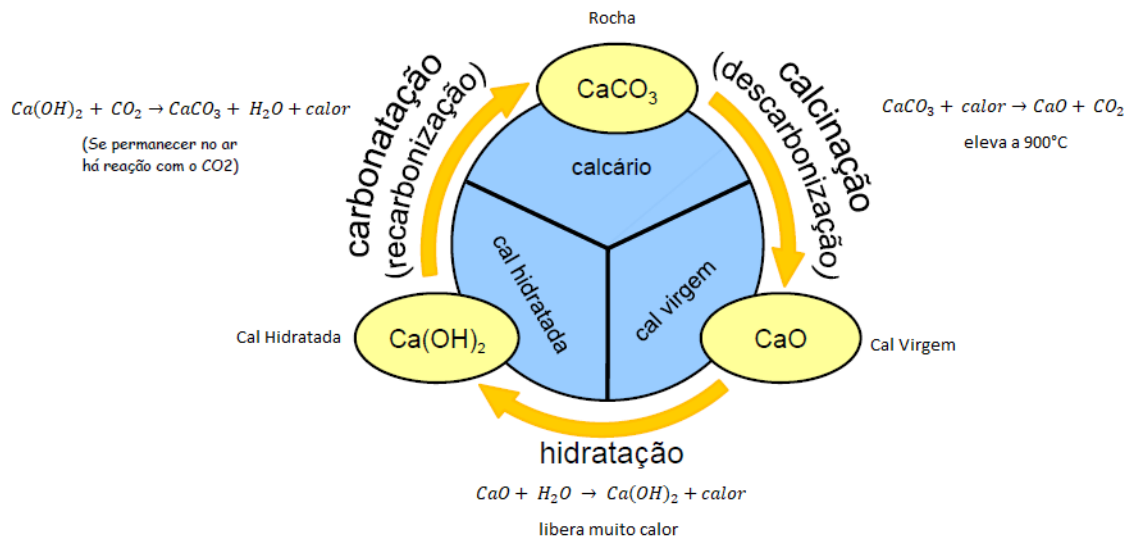 Rocha
CaCO₃
calcário
calcinação
(descarbonização)
CaCO₃ + calor → CaO + CO₂
eleva a 900°C
cal virgem
CaO
Cal Virgem
hidratação
CaO + H₂O → Ca(OH)₂ + calor
libera muito calor
cal hidratada
Ca(OH)₂
Cal Hidratada
carbonatação
(recarbonização)
Ca(OH)₂ + CO₂ → CaCO₃ + H₂O + calor
(Se permanecer no ar
há reação com o CO2)